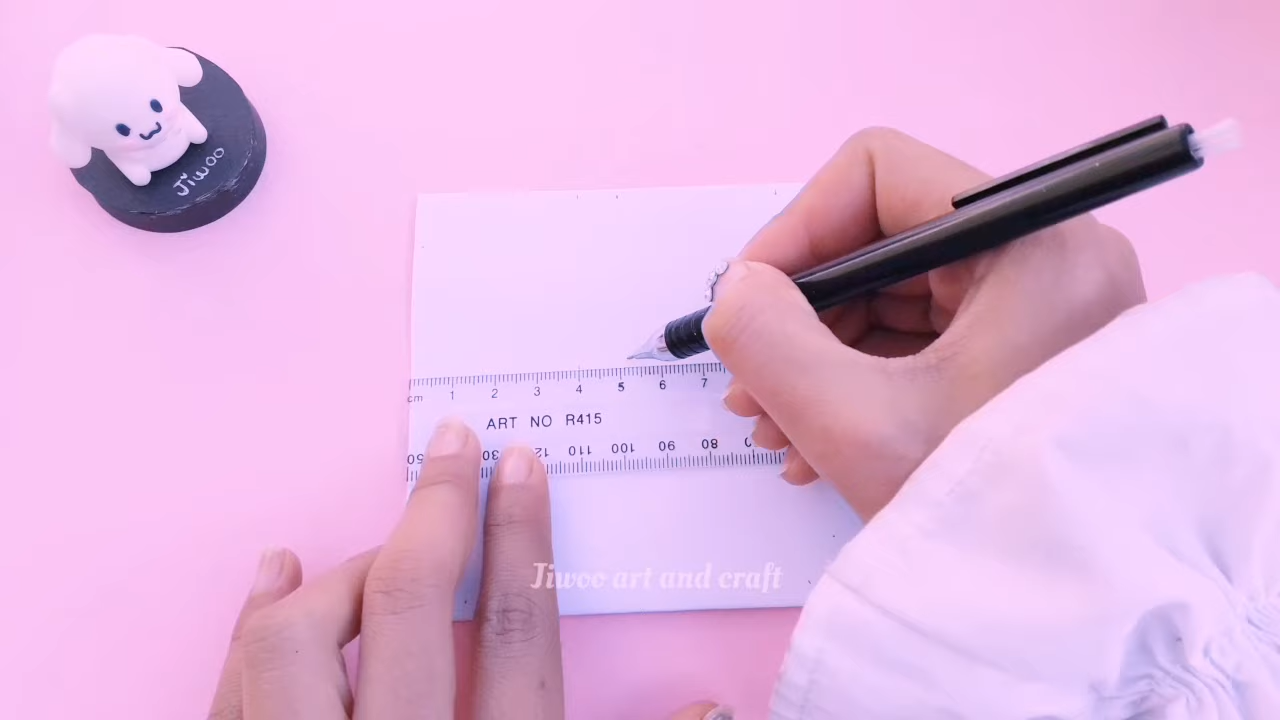 Jiwoo
cm 1 2 3 4 5 6 7
ART NO R415
110 100 90 80
Jiwoo art and craft